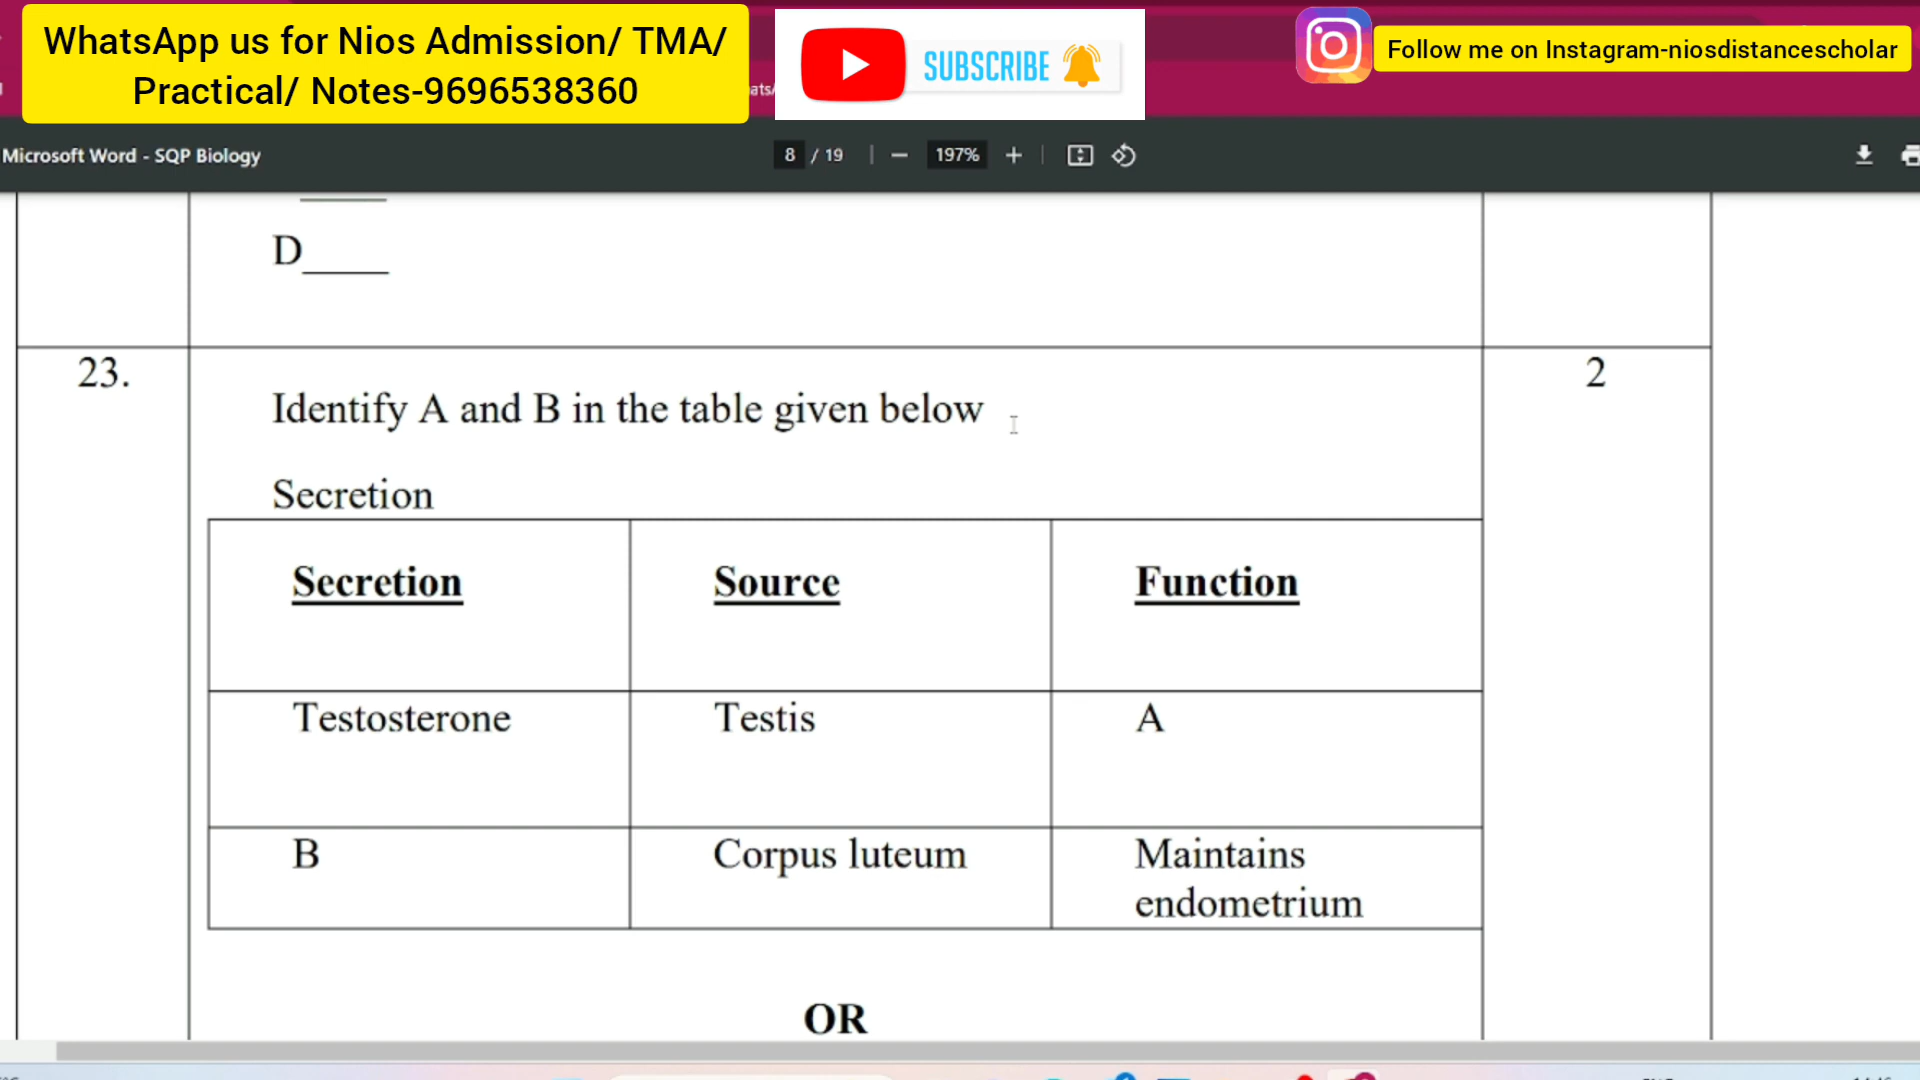 WhatsApp us for Nios Admission/ TMA/
Practical/ Notes-9696538360
SUBSCRIBE
Follow me on Instagram-niosdistancescholar
Microsoft Word - SQP Biology
8 / 19
197%
D____
23.
2
Identify A and B in the table given below
Secretion
Secretion Source Function
Testosterone Testis A
B Corpus luteum Maintains
endometrium
OR